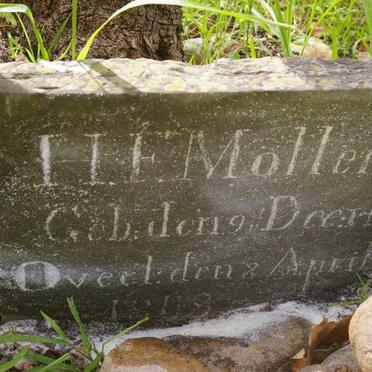 H F Moller
Geb: den 9 Decr
Overl: den 2 April